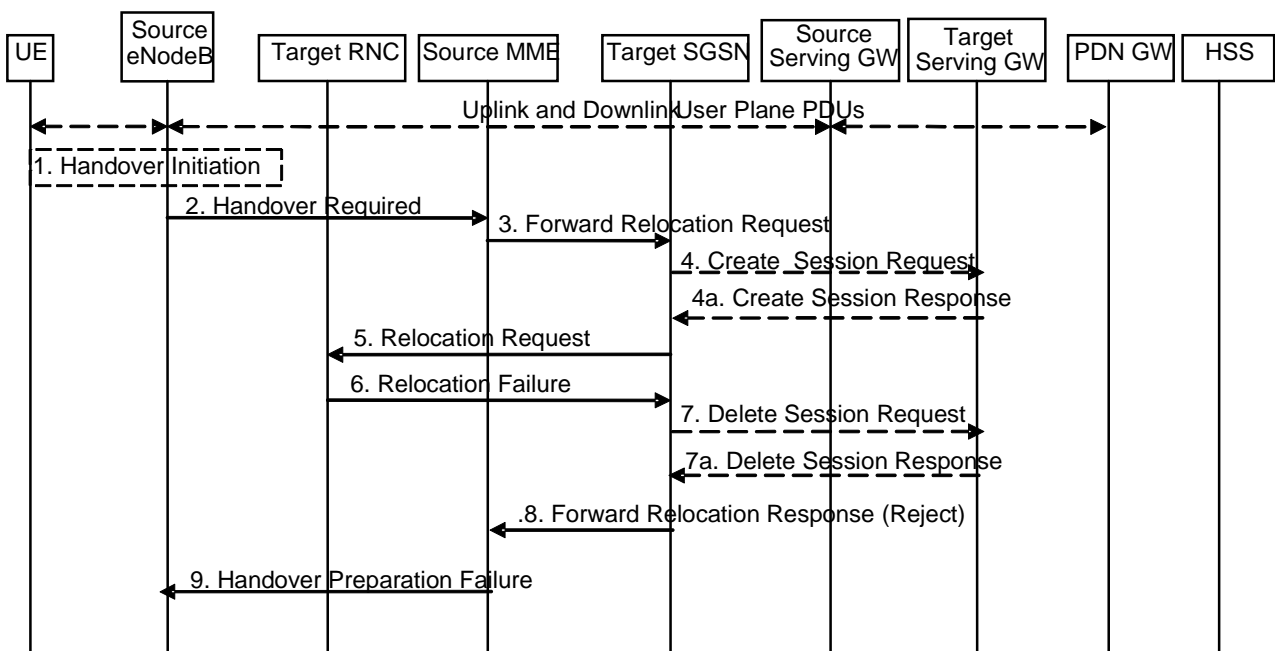 UE
Source
eNodeB
Target RNC
Source MME
Target SGSN
Source
Serving GW
Target
Serving GW
PDN GW
HSS
Uplink and Downlink User Plane PDUs
1. Handover Initiation
2. Handover Required
3. Forward Relocation Request
4. Create Session Request
4a. Create Session Response
5. Relocation Request
6. Relocation Failure
7. Delete Session Request
7a. Delete Session Response
.8. Forward Relocation Response (Reject)
9. Handover Preparation Failure